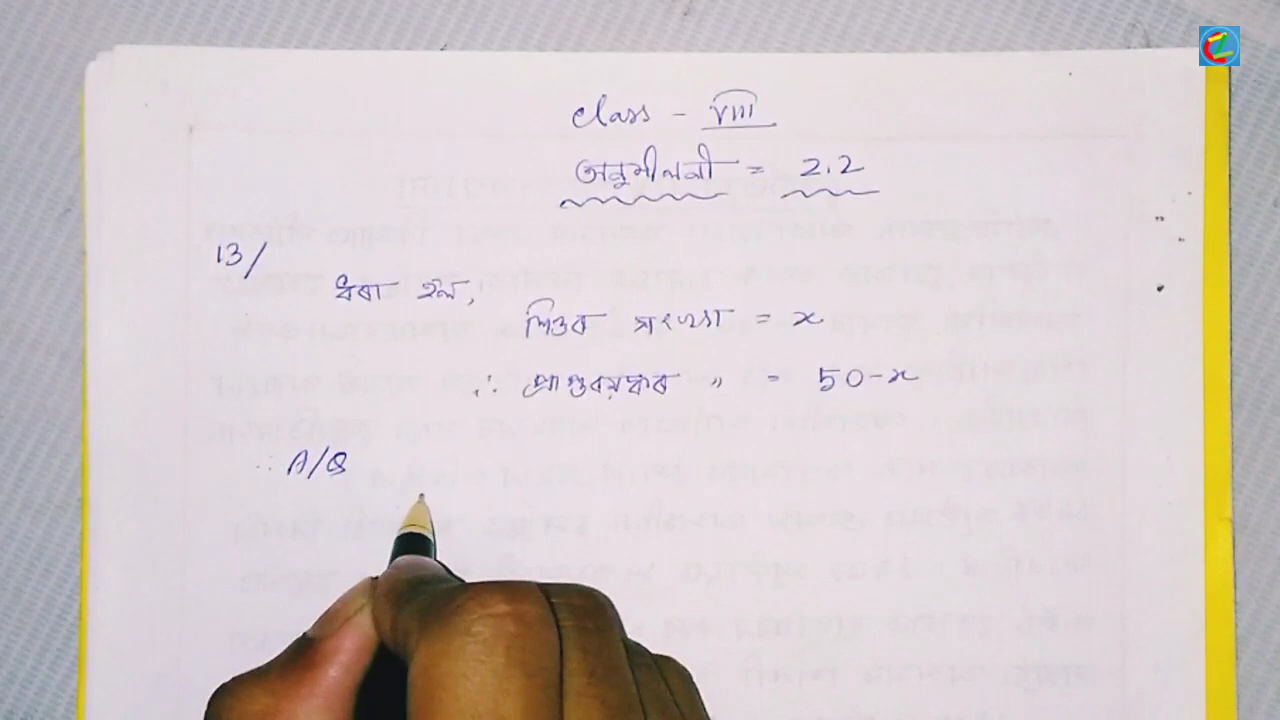 Class - VIII
অনুশীলনী = 2.2
13/
ধৰা হ'ল,
শিশুৰ সংখ্যা = x
∴ প্ৰাপ্তবয়স্কৰ " = 50-x
∴ A/Q